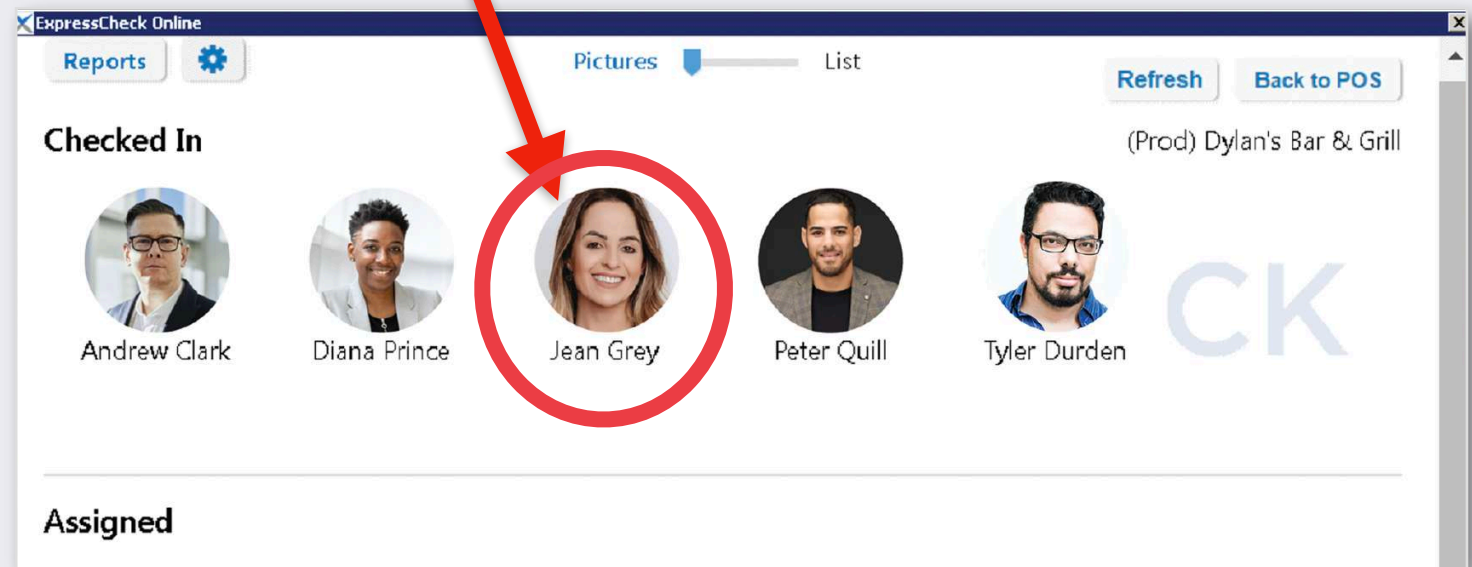 ExpressCheck Online
Reports
Pictures
List
Refresh
Back to POS
Checked In
(Prod) Dylan's Bar & Grill
CK
Andrew Clark
Diana Prince
Jean Grey
Peter Quill
Tyler Durden
Assigned